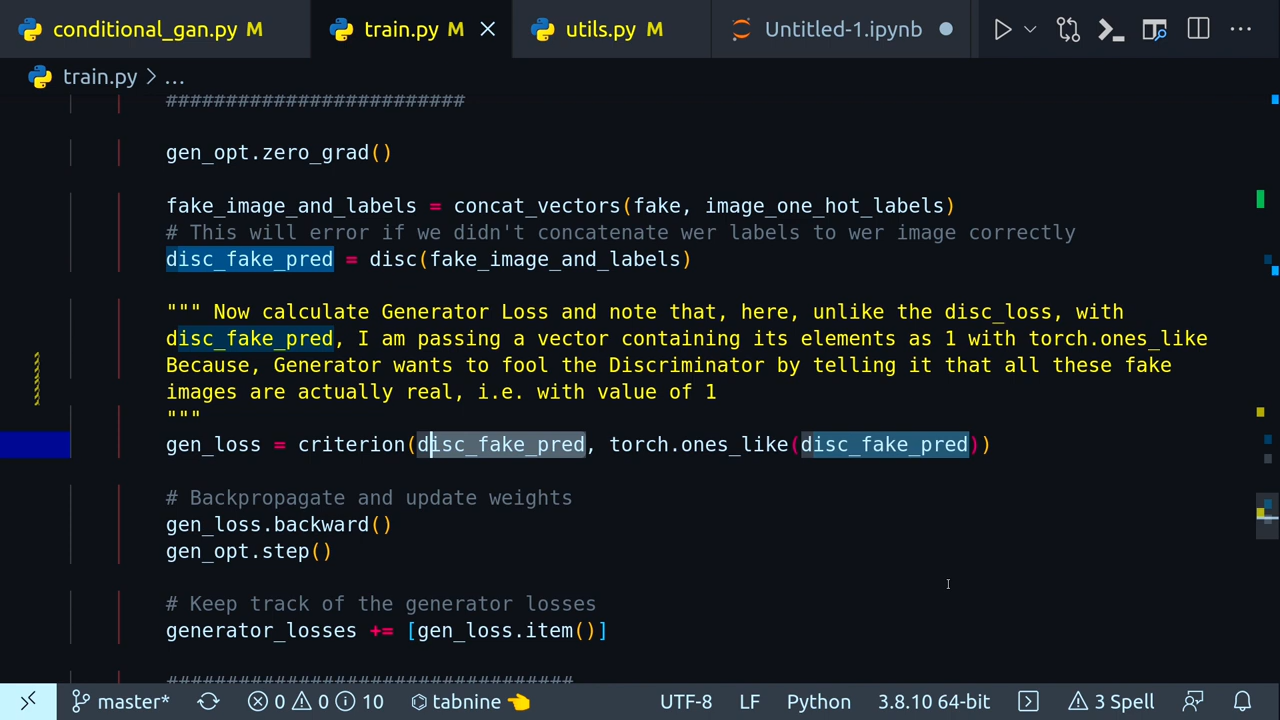 conditional_gan.py M train.py M utils.py M Untitled-1.ipynb
train.py > ...
#########################
gen_opt.zero_grad()
fake_image_and_labels = concat_vectors(fake, image_one_hot_labels)
# This will error if we didn't concatenate wer labels to wer image correctly
disc_fake_pred = disc(fake_image_and_labels)
""" Now calculate Generator Loss and note that, here, unlike the disc_loss, with
disc_fake_pred, I am passing a vector containing its elements as 1 with torch.ones_like
Because, Generator wants to fool the Discriminator by telling it that all these fake
images are actually real, i.e. with value of 1
"""
gen_loss = criterion(disc_fake_pred, torch.ones_like(disc_fake_pred))
# Backpropagate and update weights
gen_loss.backward()
gen_opt.step()
# Keep track of the generator losses
generator_losses += [gen_loss.item()]
##################################
master* 0 0 10 tabnine UTF-8 LF Python 3.8.10 64-bit 3 Spell